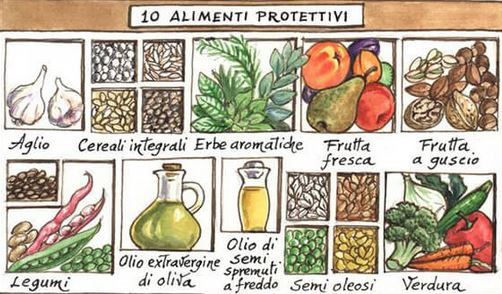 10 ALIMENTI PROTETTIVI
Aglio
Cereali integrali
Erbe aromatiche
Frutta
fresca
Frutta
a guscio
Legumi
Olio extravergine
di oliva
Olio di
semi
spremuti
a freddo
Semi oleosi
Verdura